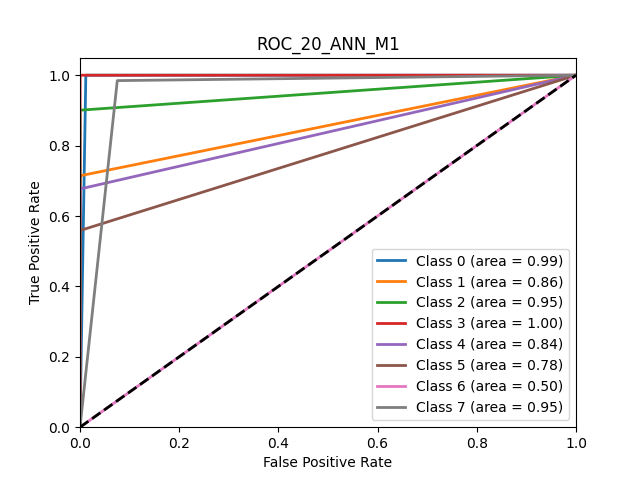 ROC_20_ANN_M1
1.0
0.8
0.6
0.4
0.2
0.0
True Positive Rate
Class 0 (area = 0.99)
Class 1 (area = 0.86)
Class 2 (area = 0.95)
Class 3 (area = 1.00)
Class 4 (area = 0.84)
Class 5 (area = 0.78)
Class 6 (area = 0.50)
Class 7 (area = 0.95)
0.0 0.2 0.4 0.6 0.8 1.0
False Positive Rate